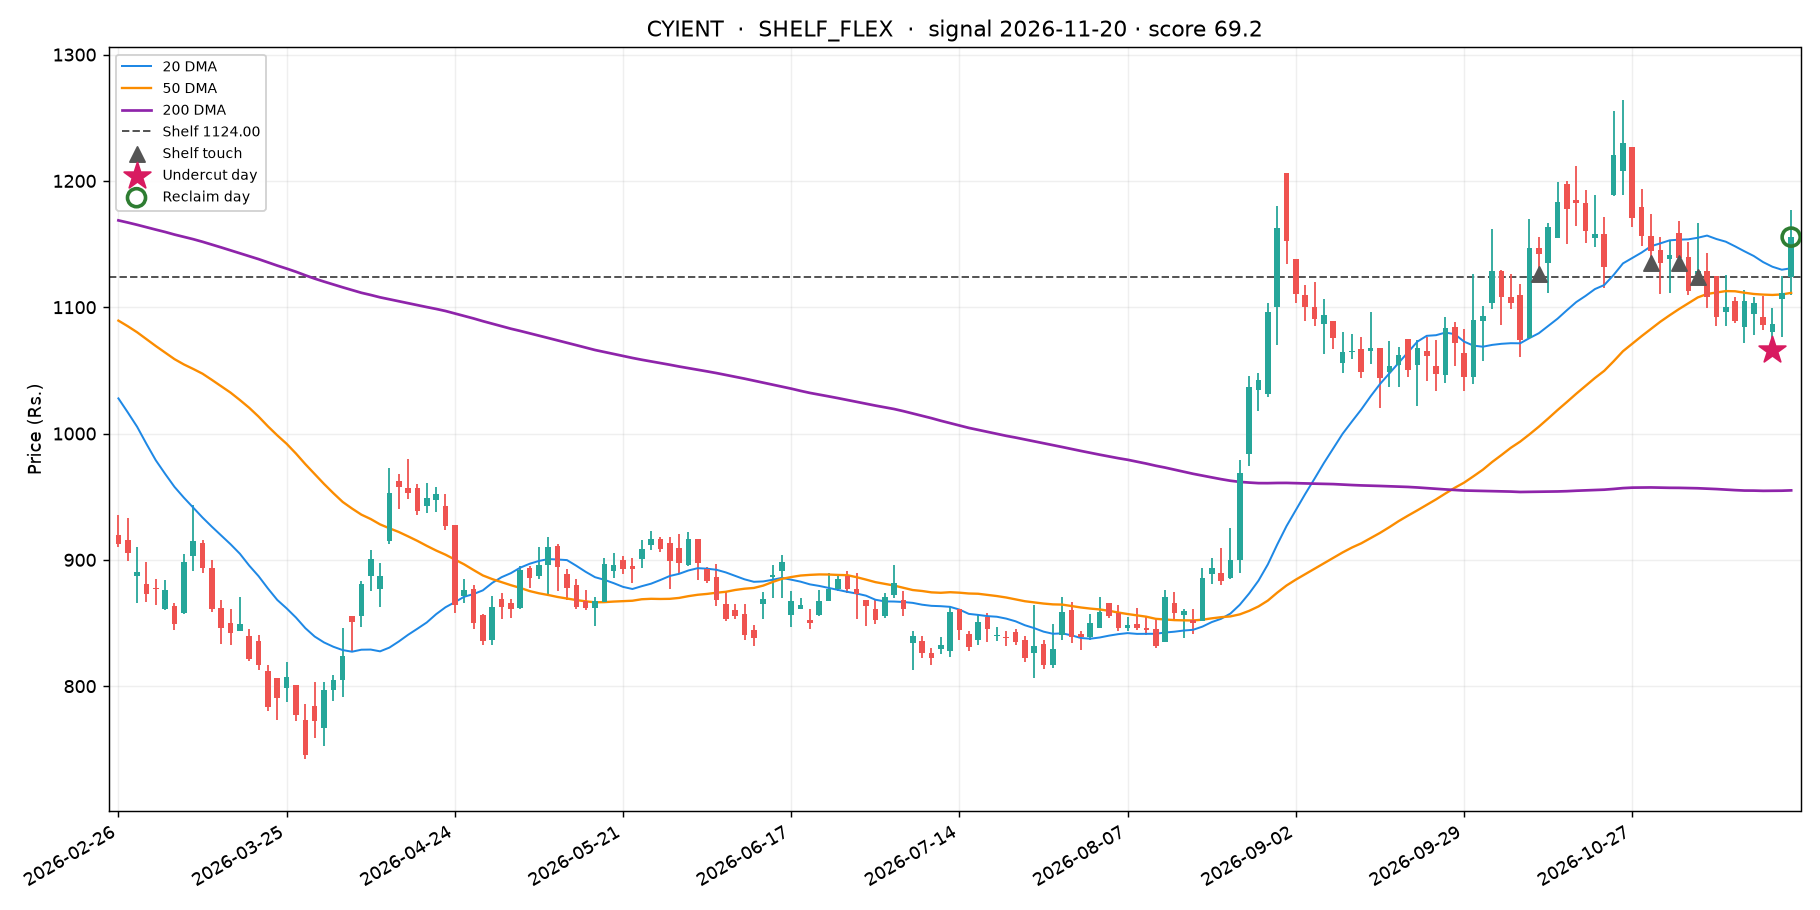 CYIENT · SHELF_FLEX · signal 2026-11-20 · score 69.2
20 DMA
50 DMA
200 DMA
Shelf 1124.00
Shelf touch
Undercut day
Reclaim day
Price (Rs.)
1300
1200
1100
1000
900
800
2026-02-26
2026-03-25
2026-04-24
2026-05-21
2026-06-17
2026-07-14
2026-08-07
2026-09-02
2026-09-29
2026-10-27